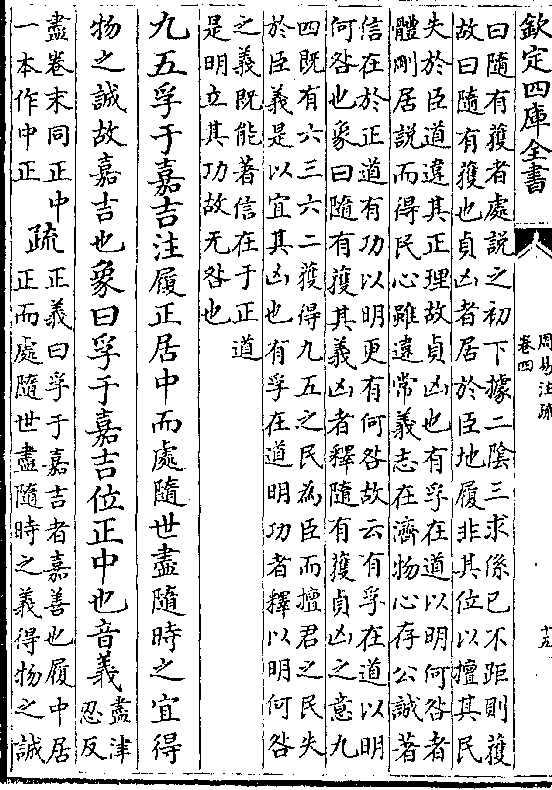 欽定四庫全書
周易注疏
卷四
十五
曰隨有獲者處説之初下據二陰三求係已不距則獲
故曰隨有獲也貞凶者居於臣地履非其位以擅其民
失於臣道違其正理故貞凶也有孚在道以明何咎者
體剛居説而得民心雖違常義志在濟物心存公誠著
信在於正道有功以明更有何咎故云有孚在道以明
何咎也象曰隨有獲其義凶者釋隨有獲貞凶之意九
四既有六三六二獲得九五之民為臣而擅君之民失
於臣義是以宜其凶也有孚在道明功者釋以明何咎
之義既能著信在于正道
是明立其功故无咎也
九五孚于嘉吉注履正居中而處隨世盡隨時之宜得
物之誠故嘉吉也象曰孚于嘉吉位正中也音義
盡津
忍反
盡卷末同正中
一本作中正
疏
正義曰孚于嘉吉者嘉善也履中居
正而處隨世盡隨時之義得物之誠